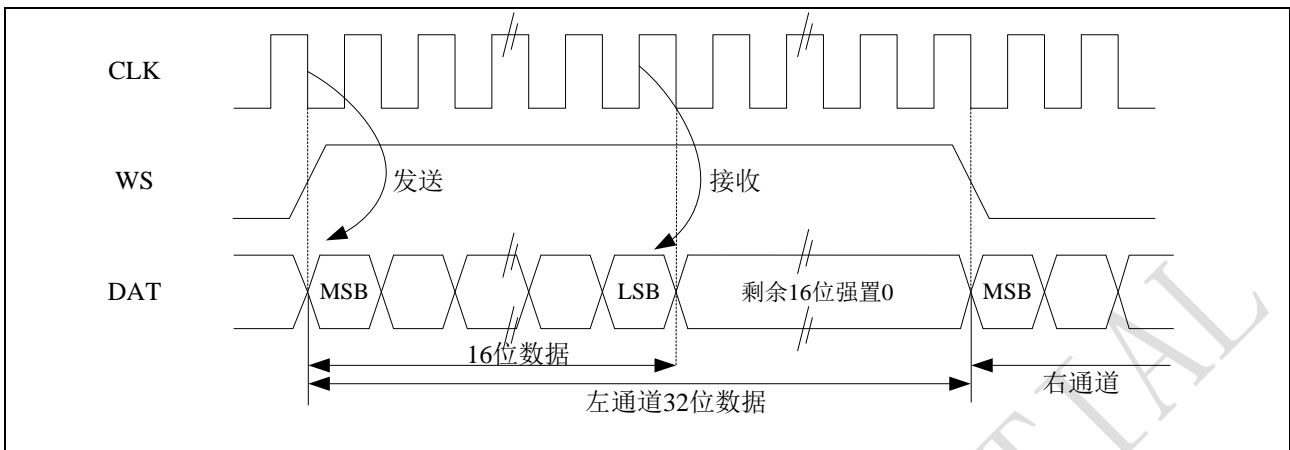 CLK
WS
发送
接收
DAT
MSB
LSB
剩余16位强置0
MSB
16位数据
左通道32位数据
右通道
TIAL